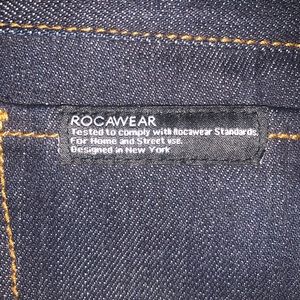 ROCAWEAR
Tested to comply with Rocawear Standards.
For Home and Street use.
Designed in New York